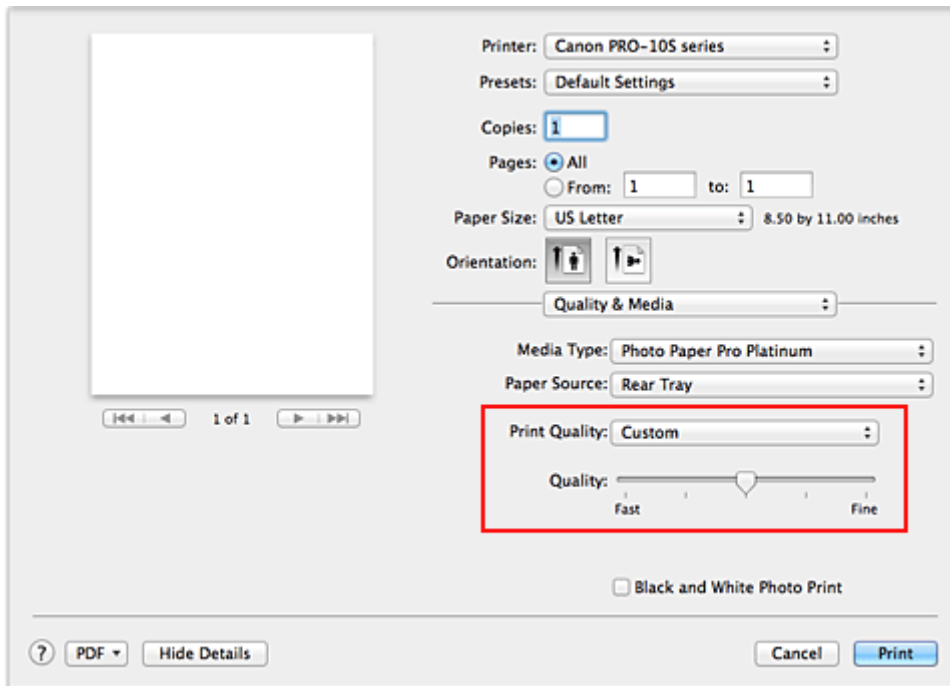 Printer: Canon PRO-10S series
Presets: Default Settings
Copies: 1
Pages: All
From: 1 to: 1
Paper Size: US Letter 8.50 by 11.00 inches
Orientation:
Quality & Media
Media Type: Photo Paper Pro Platinum
Paper Source: Rear Tray
1 of 1
Print Quality: Custom
Quality:
Fast Fine
Black and White Photo Print
? PDF Hide Details Cancel Print